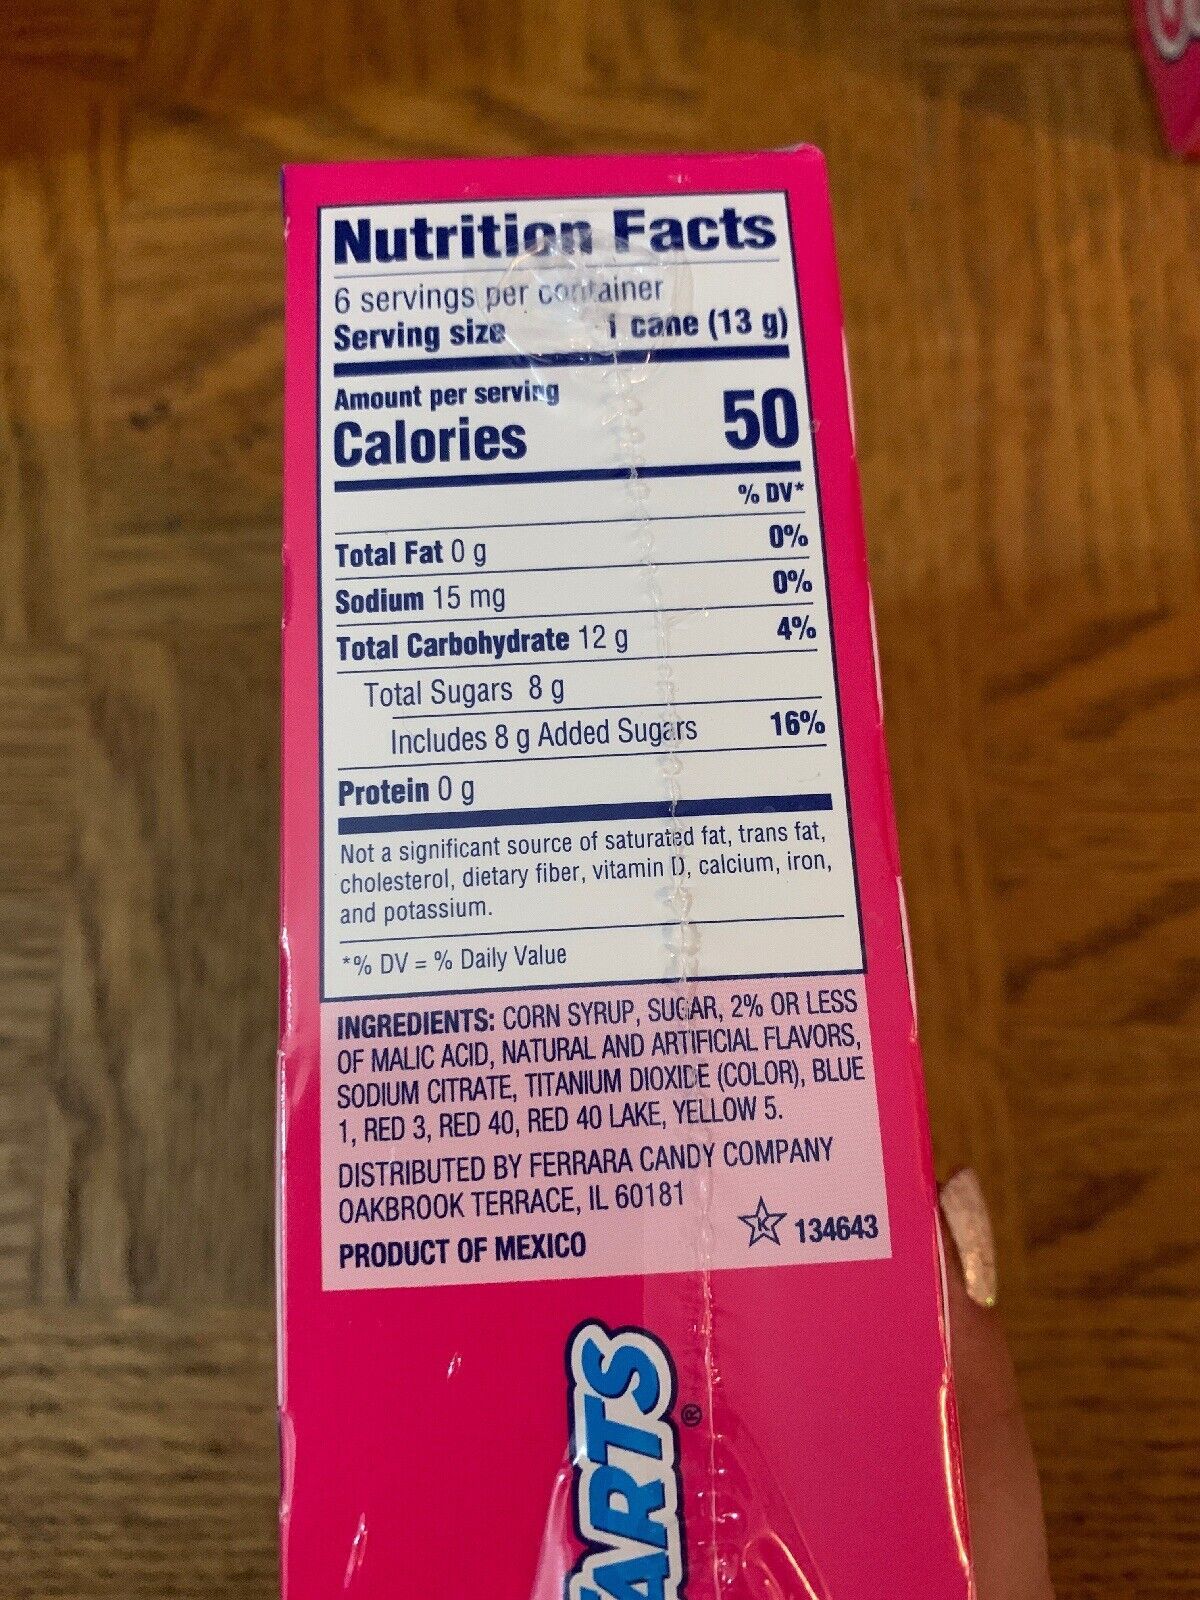 Nutrition Facts
6 servings per container
Serving size 1 cane (13 g)
Amount per serving
Calories 50
% DV*
Total Fat 0 g 0%
Sodium 15 mg 0%
Total Carbohydrate 12 g 4%
Total Sugars 8 g
Includes 8 g Added Sugars 16%
Protein 0 g
Not a significant source of saturated fat, trans fat,
cholesterol, dietary fiber, vitamin D, calcium, iron,
and potassium.
*% DV = % Daily Value
INGREDIENTS: CORN SYRUP, SUGAR, 2% OR LESS
OF MALIC ACID, NATURAL AND ARTIFICIAL FLAVORS,
SODIUM CITRATE, TITANIUM DIOXIDE (COLOR), BLUE
1, RED 3, RED 40, RED 40 LAKE, YELLOW 5.
DISTRIBUTED BY FERRARA CANDY COMPANY
OAKBROOK TERRACE, IL 60181
PRODUCT OF MEXICO
K 134643
ARTS®